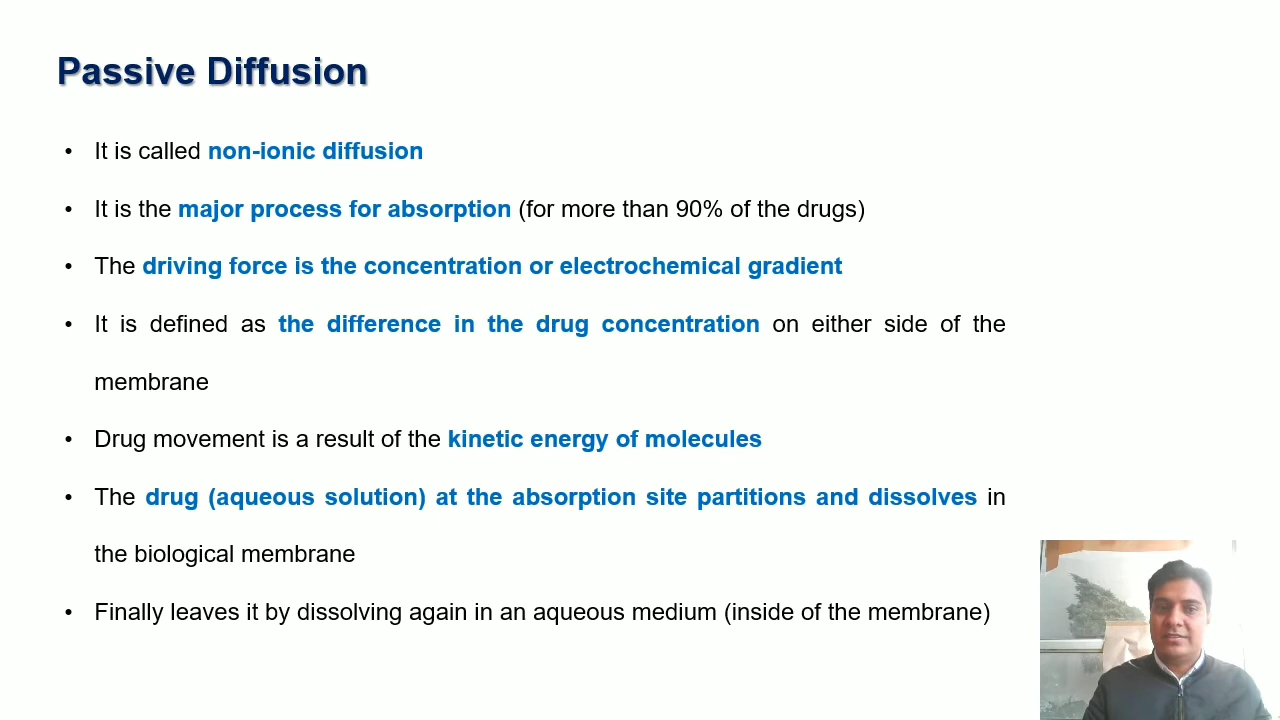 Passive Diffusion
• It is called non-ionic diffusion
• It is the major process for absorption (for more than 90% of the drugs)
• The driving force is the concentration or electrochemical gradient
• It is defined as the difference in the drug concentration on either side of the
membrane
• Drug movement is a result of the kinetic energy of molecules
• The drug (aqueous solution) at the absorption site partitions and dissolves in
the biological membrane
• Finally leaves it by dissolving again in an aqueous medium (inside of the membrane)